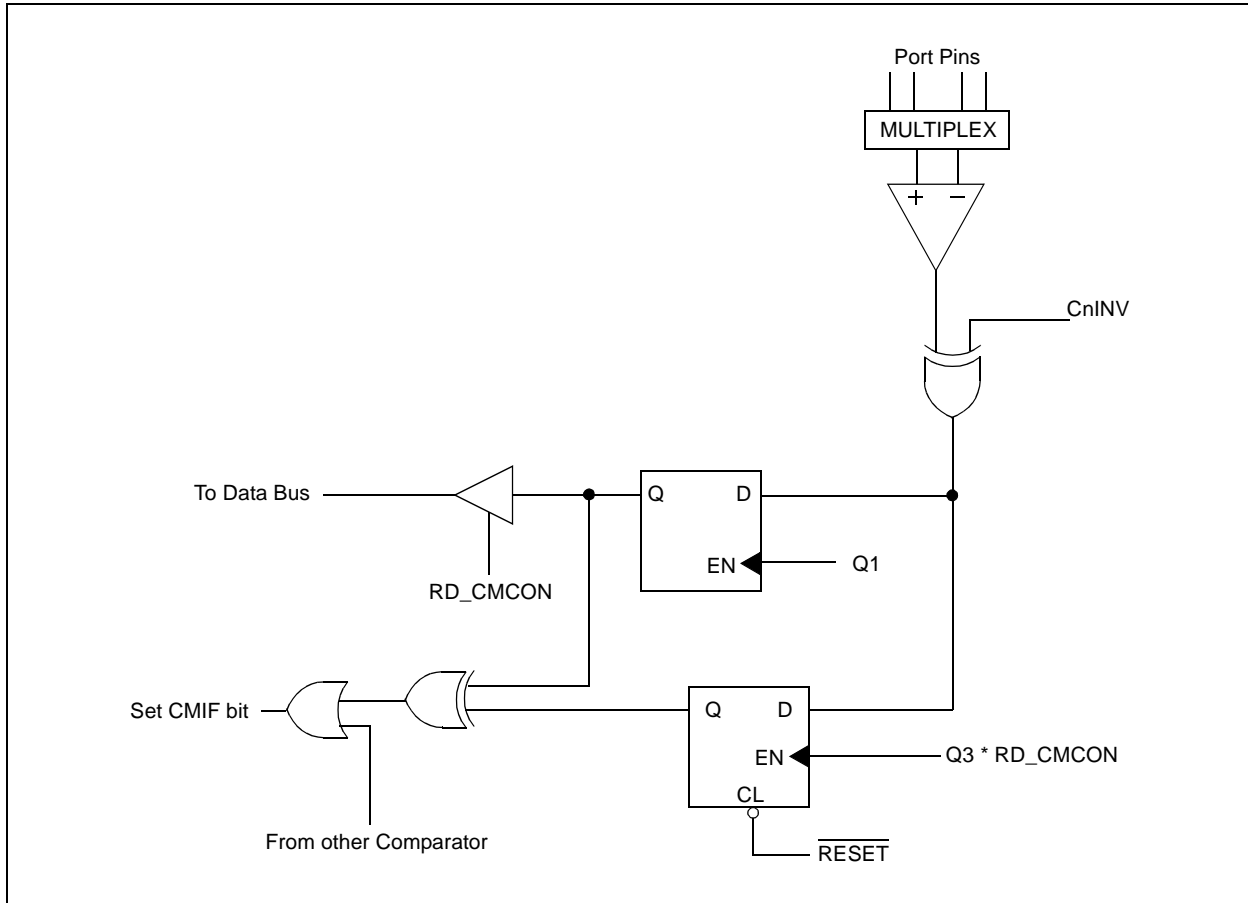 Port Pins
MULTIPLEX
+ −
CnINV
To Data Bus
Q D
EN
Q1
RD_CMCON
Set CMIF bit
Q D
EN
Q3 * RD_CMCON
CL
From other Comparator
RESET